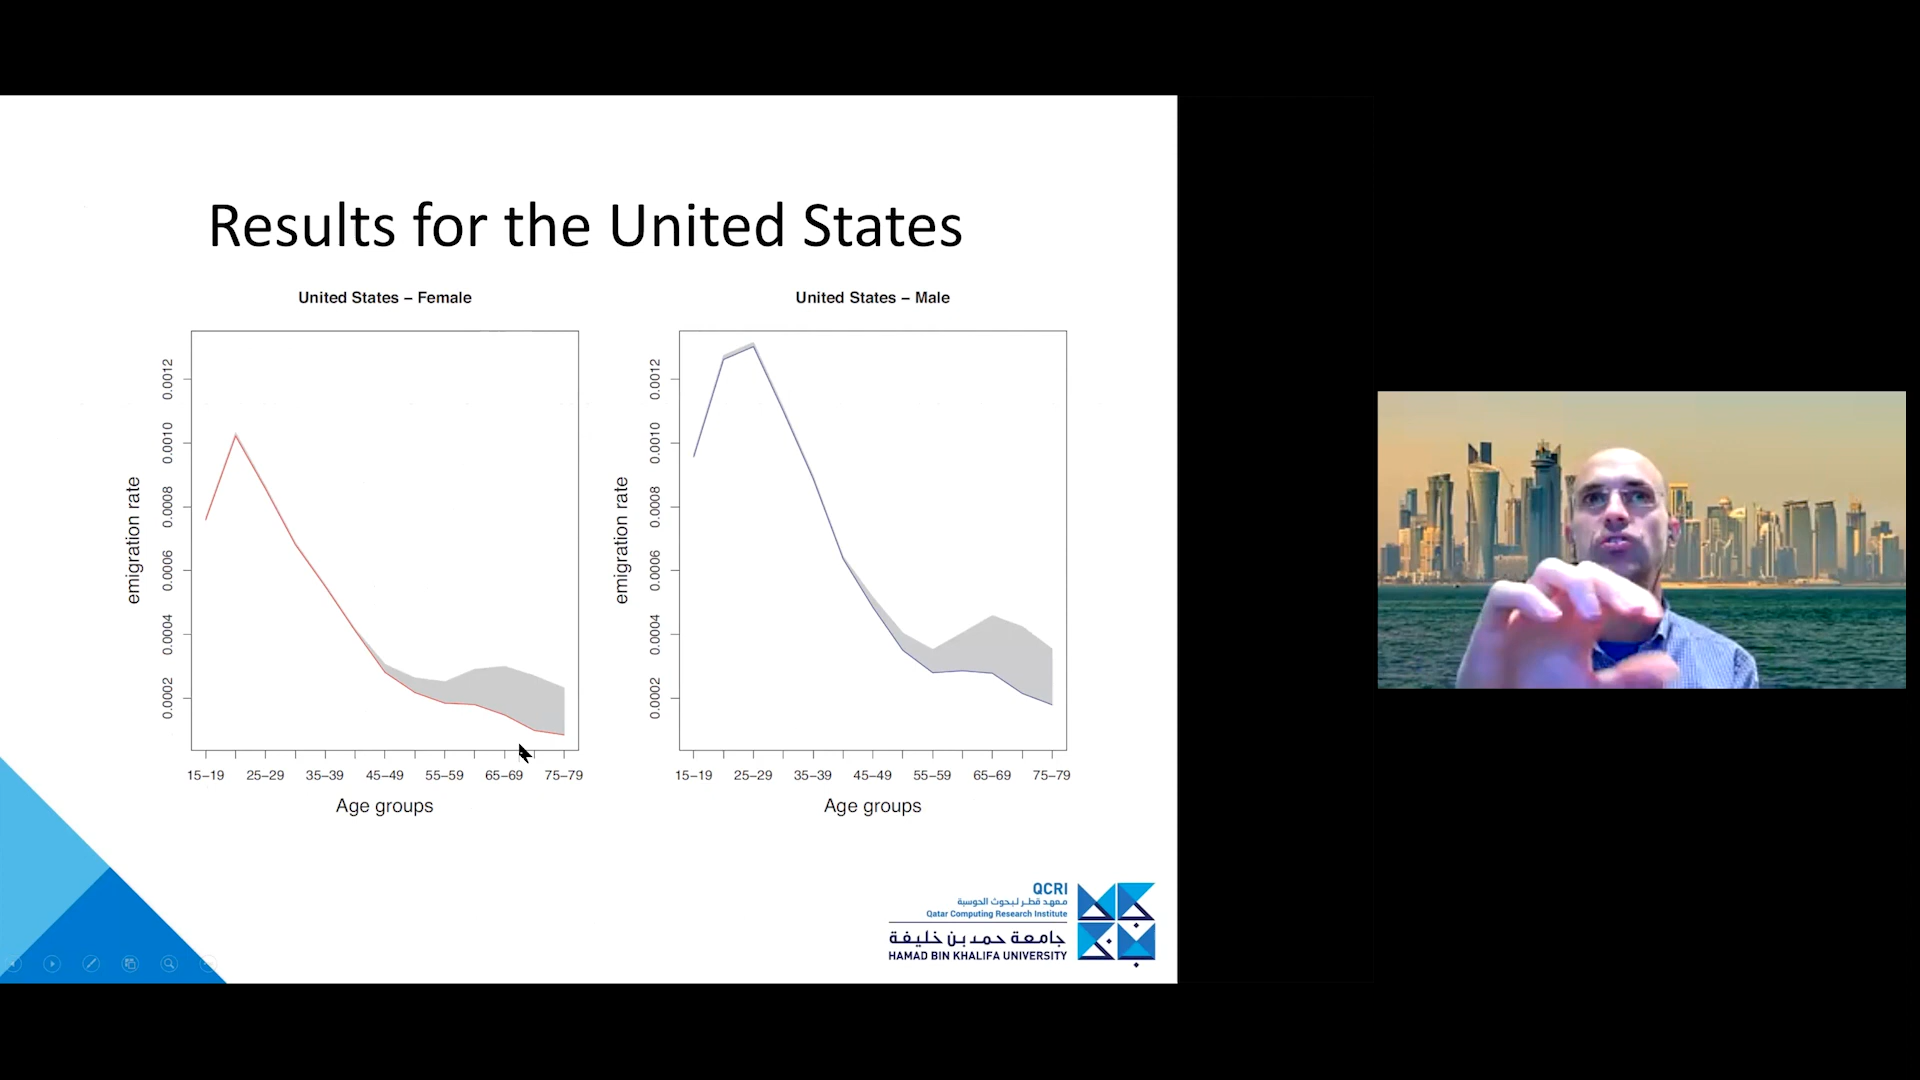 Results for the United States
United States – Female
emigration rate
0.0012
0.0010
0.0008
0.0006
0.0004
0.0002
15–19 25–29 35–39 45–49 55–59 65–69 75–79
Age groups
United States – Male
emigration rate
0.0012
0.0010
0.0008
0.0006
0.0004
0.0002
15–19 25–29 35–39 45–49 55–59 65–69 75–79
Age groups
QCRI
معهد قطر لبحوث الحوسبة
Qatar Computing Research Institute
جامعة حمد بن خليفة
HAMAD BIN KHALIFA UNIVERSITY